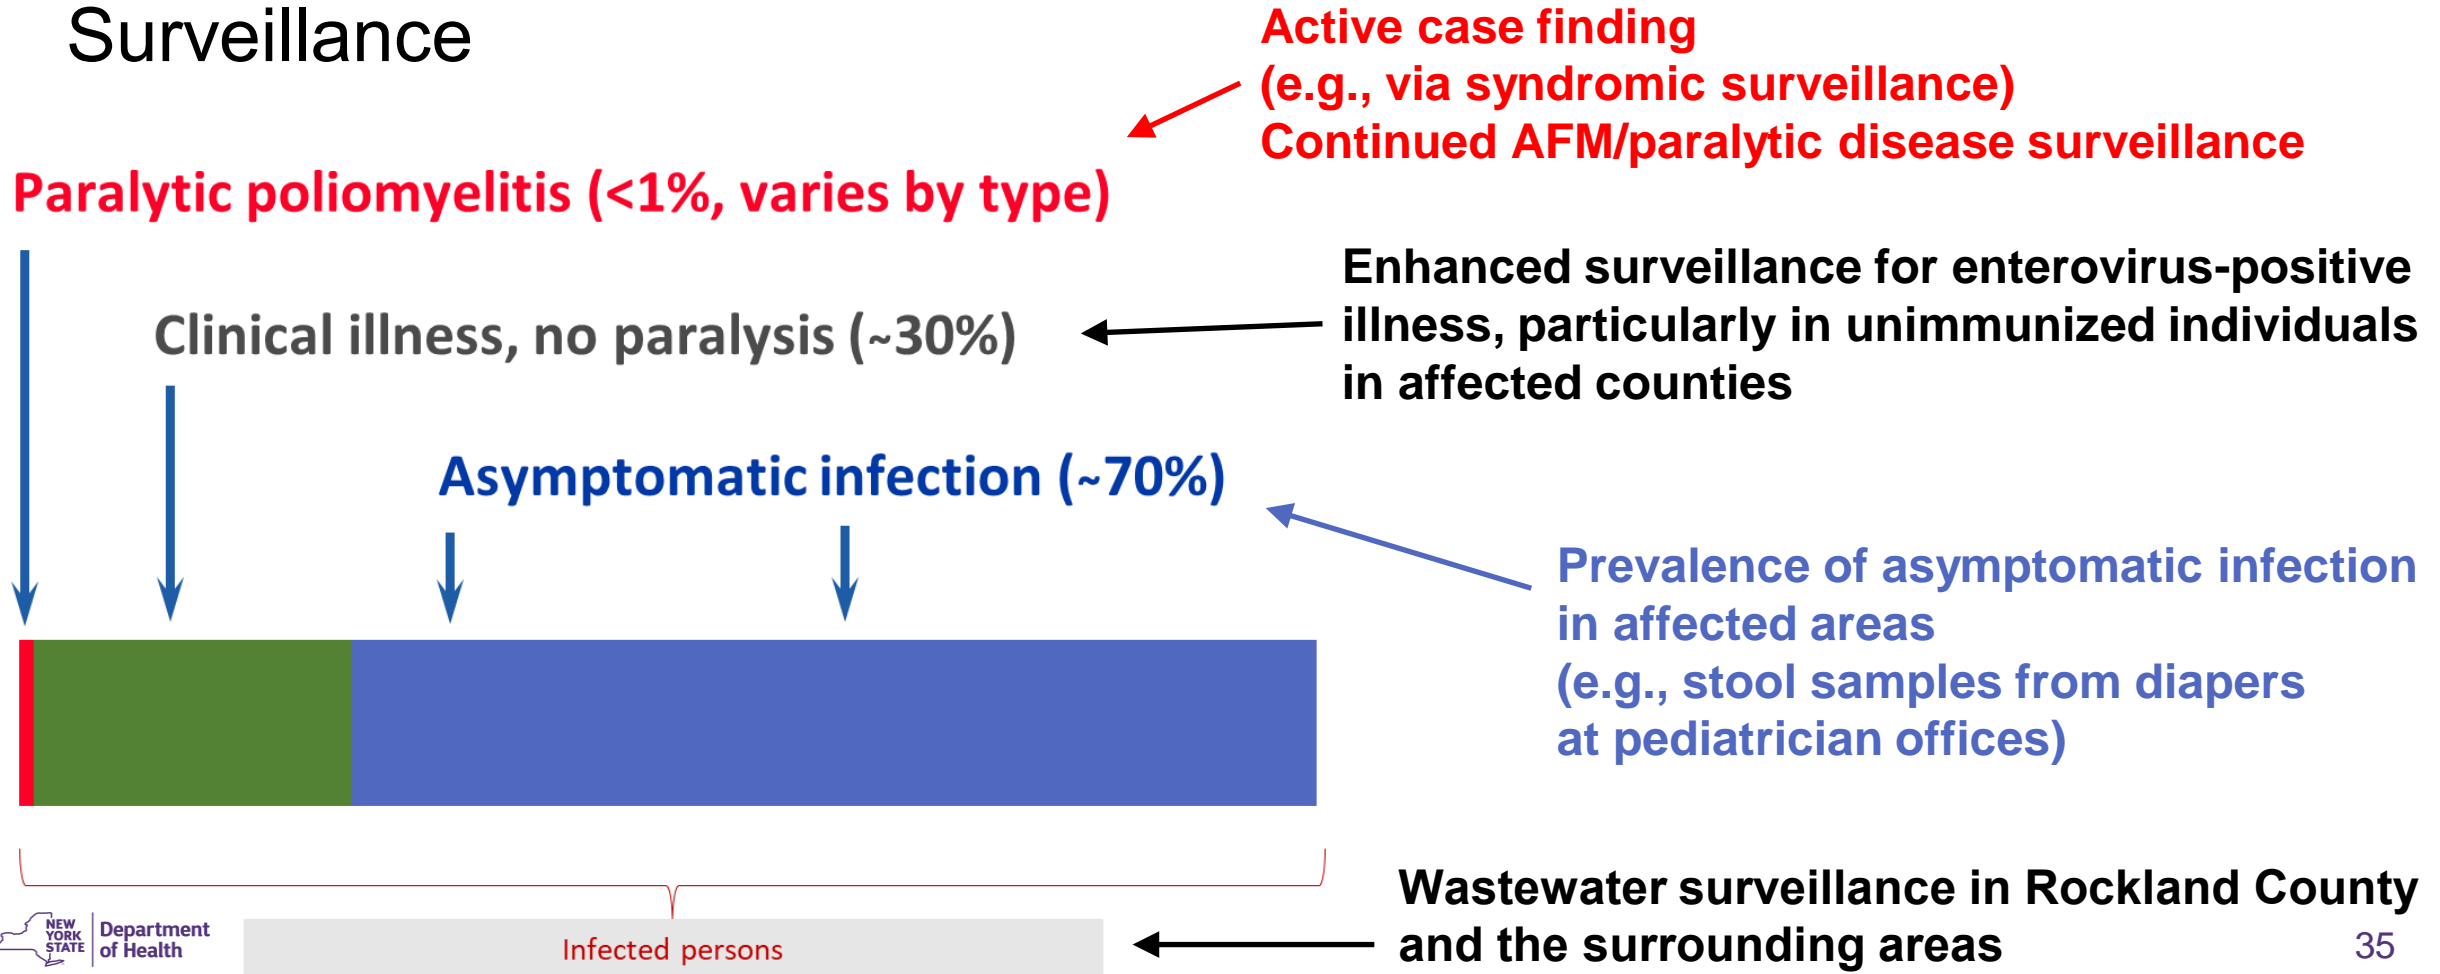 Surveillance
Active case finding
(e.g., via syndromic surveillance)
Continued AFM/paralytic disease surveillance
Paralytic poliomyelitis (<1%, varies by type)
Enhanced surveillance for enterovirus-positive
illness, particularly in unimmunized individuals
in affected counties
Clinical illness, no paralysis (~30%)
Asymptomatic infection (~70%)
Prevalence of asymptomatic infection
in affected areas
(e.g., stool samples from diapers
at pediatrician offices)
Wastewater surveillance in Rockland County
and the surrounding areas
Infected persons
NEW
YORK
STATE
Department
of Health
35